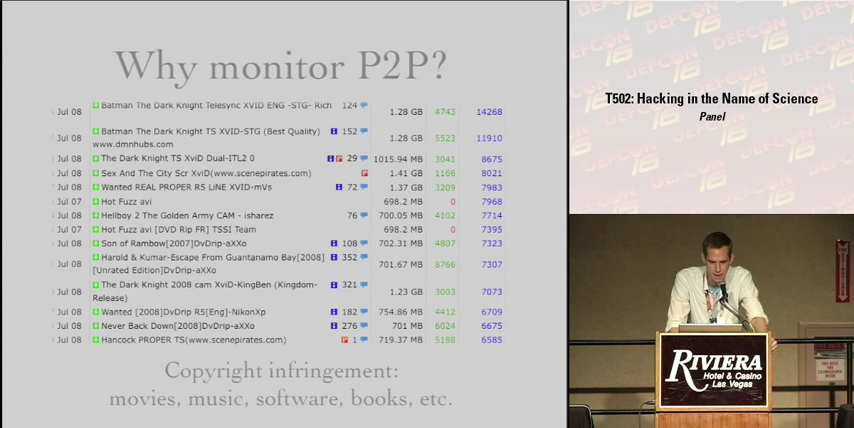 Why monitor P2P?
Jul 08 Batman The Dark Knight Telesync XVID ENG -STG- Rich 124 1.28 GB 4743 14268
Jul 08 Batman The Dark Knight TS XVID-STG (Best Quality) 152 1.28 GB 5523 11910
www.dmnhubs.com
Jul 08 The Dark Knight TS XviD Dual-ITL2 0 29 1015.94 MB 3041 8675
Jul 08 Sex And The City Scr XviD(www.scenepirates.com) 1.41 GB 1166 8021
Jul 08 Wanted REAL PROPER R5 LiNE XVID-mVs 72 1.37 GB 3209 7983
Jul 07 Hot Fuzz avi 698.2 MB 0 7968
Jul 08 Hellboy 2 The Golden Army CAM - isharez 76 700.05 MB 4102 7714
Jul 07 Hot Fuzz avi [DVD Rip FR] TSSI Team 698.2 MB 0 7395
Jul 08 Son of Rambow[2007]DvDrip-aXXo 108 702.31 MB 4807 7323
Jul 08 Harold & Kumar-Escape From Guantanamo Bay[2008] 352 701.67 MB 8766 7307
[Unrated Edition]DvDrip-aXXo
Jul 08 The Dark Knight 2008 cam XviD-KingBen (Kingdom- 321 1.23 GB 3003 7073
Release)
Jul 08 Wanted [2008]DvDrip R5[Eng]-NikonXp 182 754.86 MB 4412 6709
Jul 08 Never Back Down[2008]DvDrip-aXXo 276 701 MB 6024 6675
Jul 08 Hancock PROPER TS(www.scenepirates.com) 1 719.37 MB 5188 6585
Copyright infringement:
movies, music, software, books, etc.
DEFCON 16
T502: Hacking in the Name of Science
Panel
RIVIERA
Hotel & Casino
Las Vegas